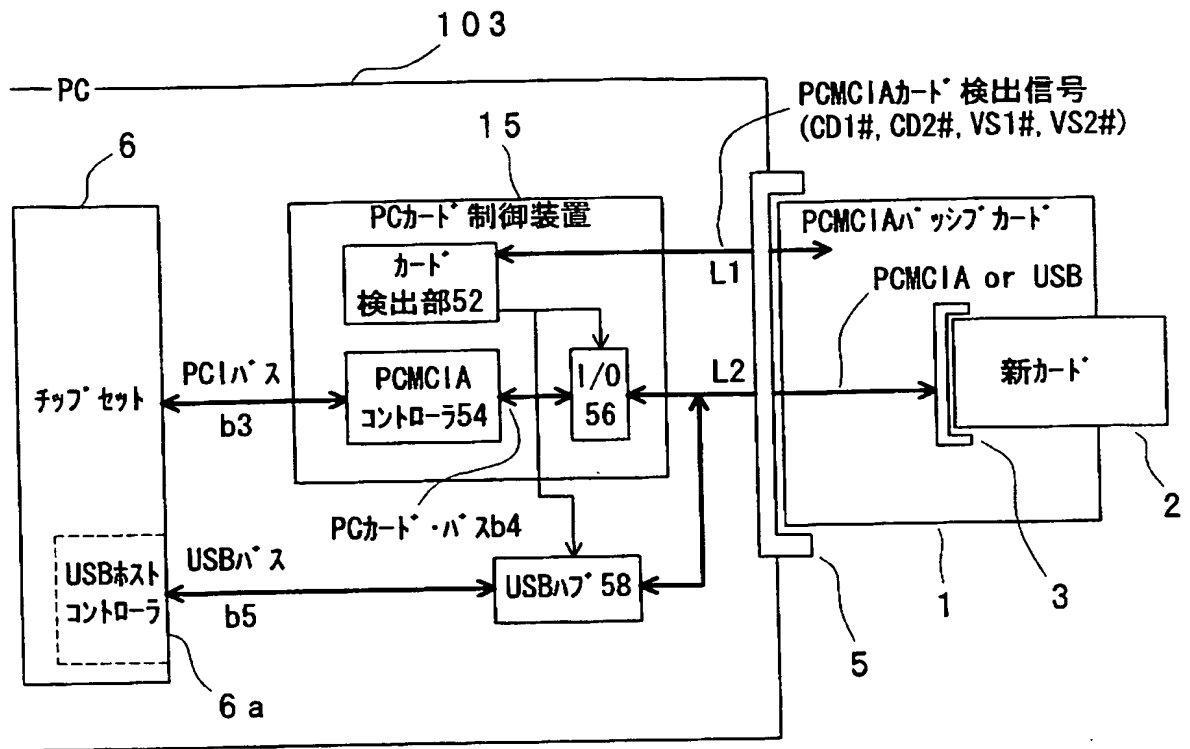 103
PC
PCMCIAカード検出信号
(CD1#, CD2#, VS1#, VS2#)
6
15
PCカード制御装置
PCMCIAパッシブカード
カード
検出部52
L1
PCMCIA or USB
PCIバス
b3
PCMCIA
コントローラ54
I/O
56
L2
新カード
チップセット
PCカード・バスb4
2
USBホスト
コントローラ
USBバス
b5
USBハブ58
3
1
5
6a